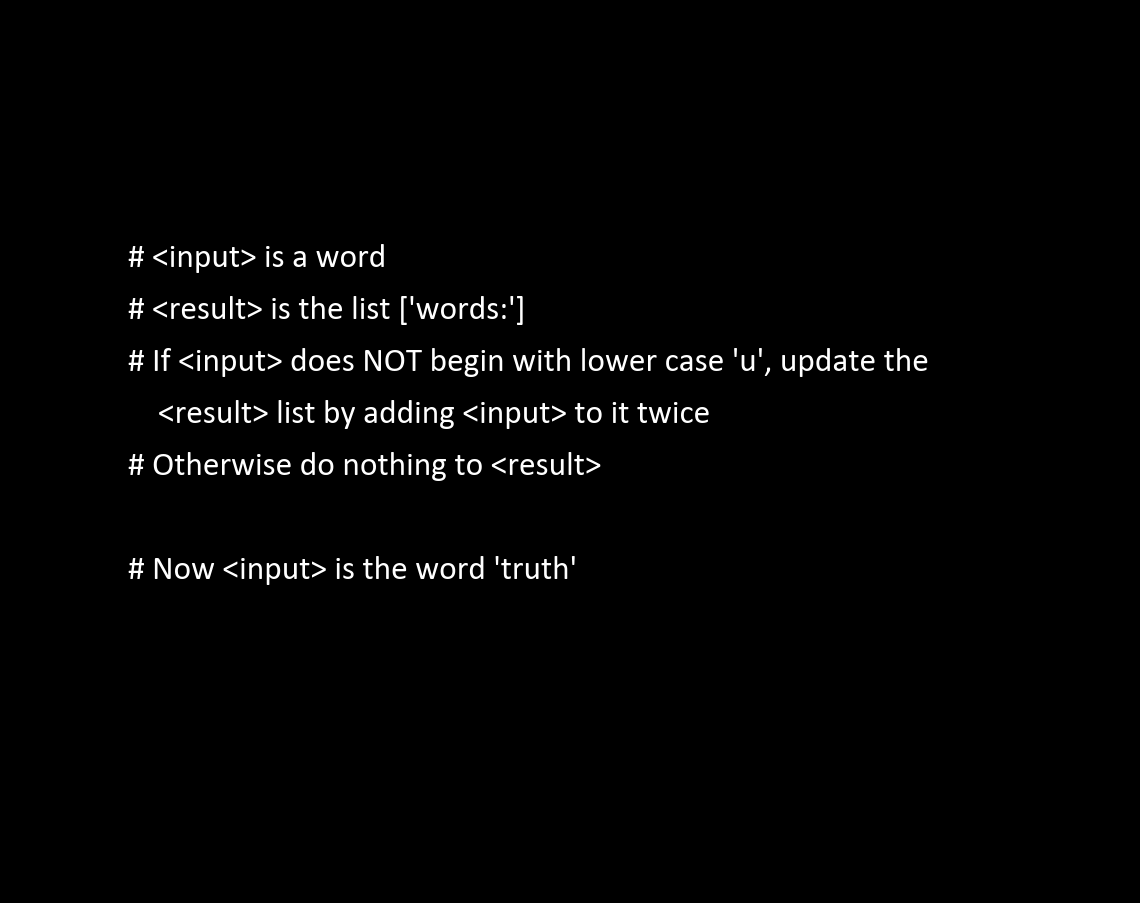 # <input> is a word
# <result> is the list ['words:']
# If <input> does NOT begin with lower case 'u', update the
<result> list by adding <input> to it twice
# Otherwise do nothing to <result>
# Now <input> is the word 'truth'